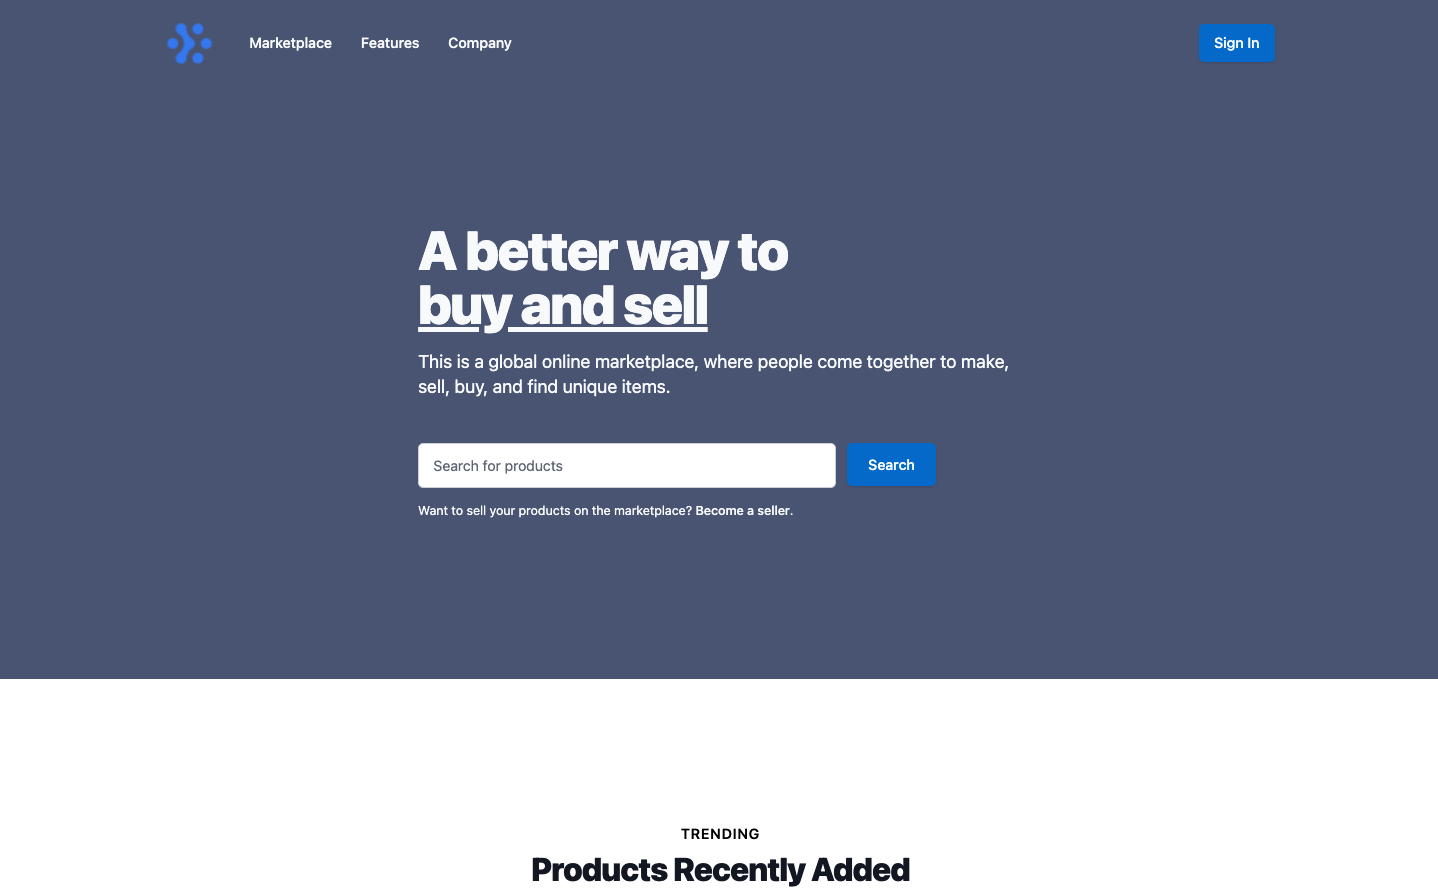 Marketplace Features Company Sign In
A better way to
buy and sell
This is a global online marketplace, where people come together to make,
sell, buy, and find unique items.
Search for products Search
Want to sell your products on the marketplace? Become a seller.
TRENDING
Products Recently Added